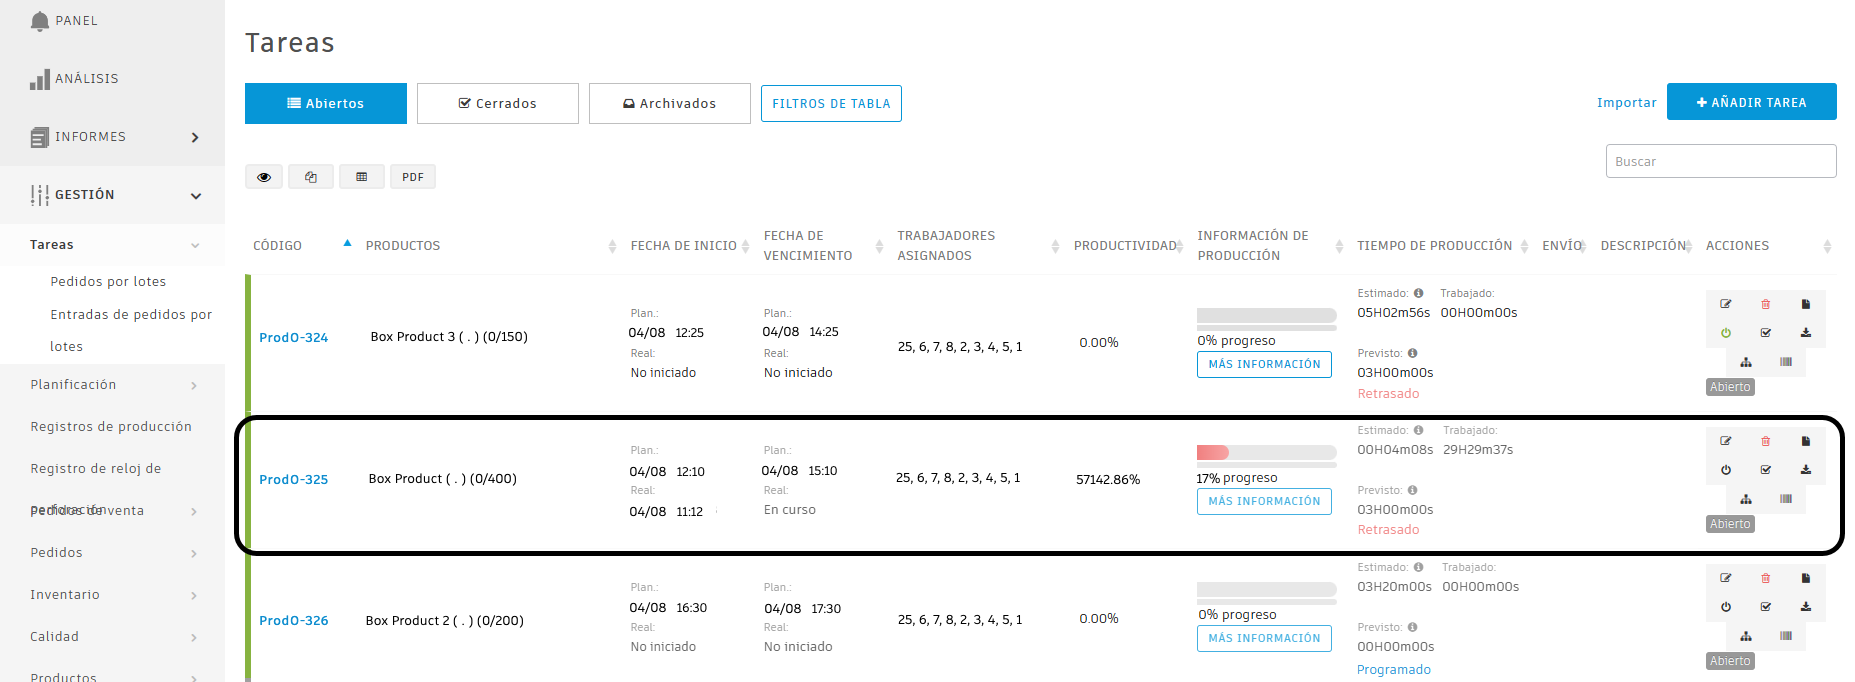 PANEL
ANÁLISIS
INFORMES
GESTIÓN
Tareas
Pedidos por lotes
Entradas de pedidos por
lotes
Planificación
Registros de producción
Registro de reloj de
perforación
Pedidos de venta
Pedidos
Inventario
Calidad
Productos
Tareas
Abiertos
Cerrados
Archivados
FILTROS DE TABLA
Importar
AÑADIR TAREA
PDF
Buscar
CÓDIGO
PRODUCTOS
FECHA DE INICIO
FECHA DE
VENCIMIENTO
TRABAJADORES
ASIGNADOS
PRODUCTIVIDAD
INFORMACIÓN DE
PRODUCCIÓN
TIEMPO DE PRODUCCIÓN
ENVÍO
DESCRIPCIÓN
ACCIONES
ProdO-324
Box Product 3 ( . ) (0/150)
Plan.:
04/08 12:25
Real:
No iniciado
Plan.:
04/08 14:25
Real:
No iniciado
25, 6, 7, 8, 2, 3, 4, 5, 1
0.00%
0% progreso
MÁS INFORMACIÓN
Estimado: Trabajado:
05H02m56s 00H00m00s
Previsto:
03H00m00s
Retrasado
Abierto
ProdO-325
Box Product ( . ) (0/400)
Plan.:
04/08 12:10
Real:
04/08 11:12
Plan.:
04/08 15:10
Real:
En curso
25, 6, 7, 8, 2, 3, 4, 5, 1
57142.86%
17% progreso
MÁS INFORMACIÓN
Estimado: Trabajado:
00H04m08s 29H29m37s
Previsto:
03H00m00s
Retrasado
Abierto
ProdO-326
Box Product 2 ( . ) (0/200)
Plan.:
04/08 16:30
Real:
No iniciado
Plan.:
04/08 17:30
Real:
No iniciado
25, 6, 7, 8, 2, 3, 4, 5, 1
0.00%
0% progreso
MÁS INFORMACIÓN
Estimado: Trabajado:
03H20m00s 00H00m00s
Previsto:
00H00m00s
Programado
Abierto